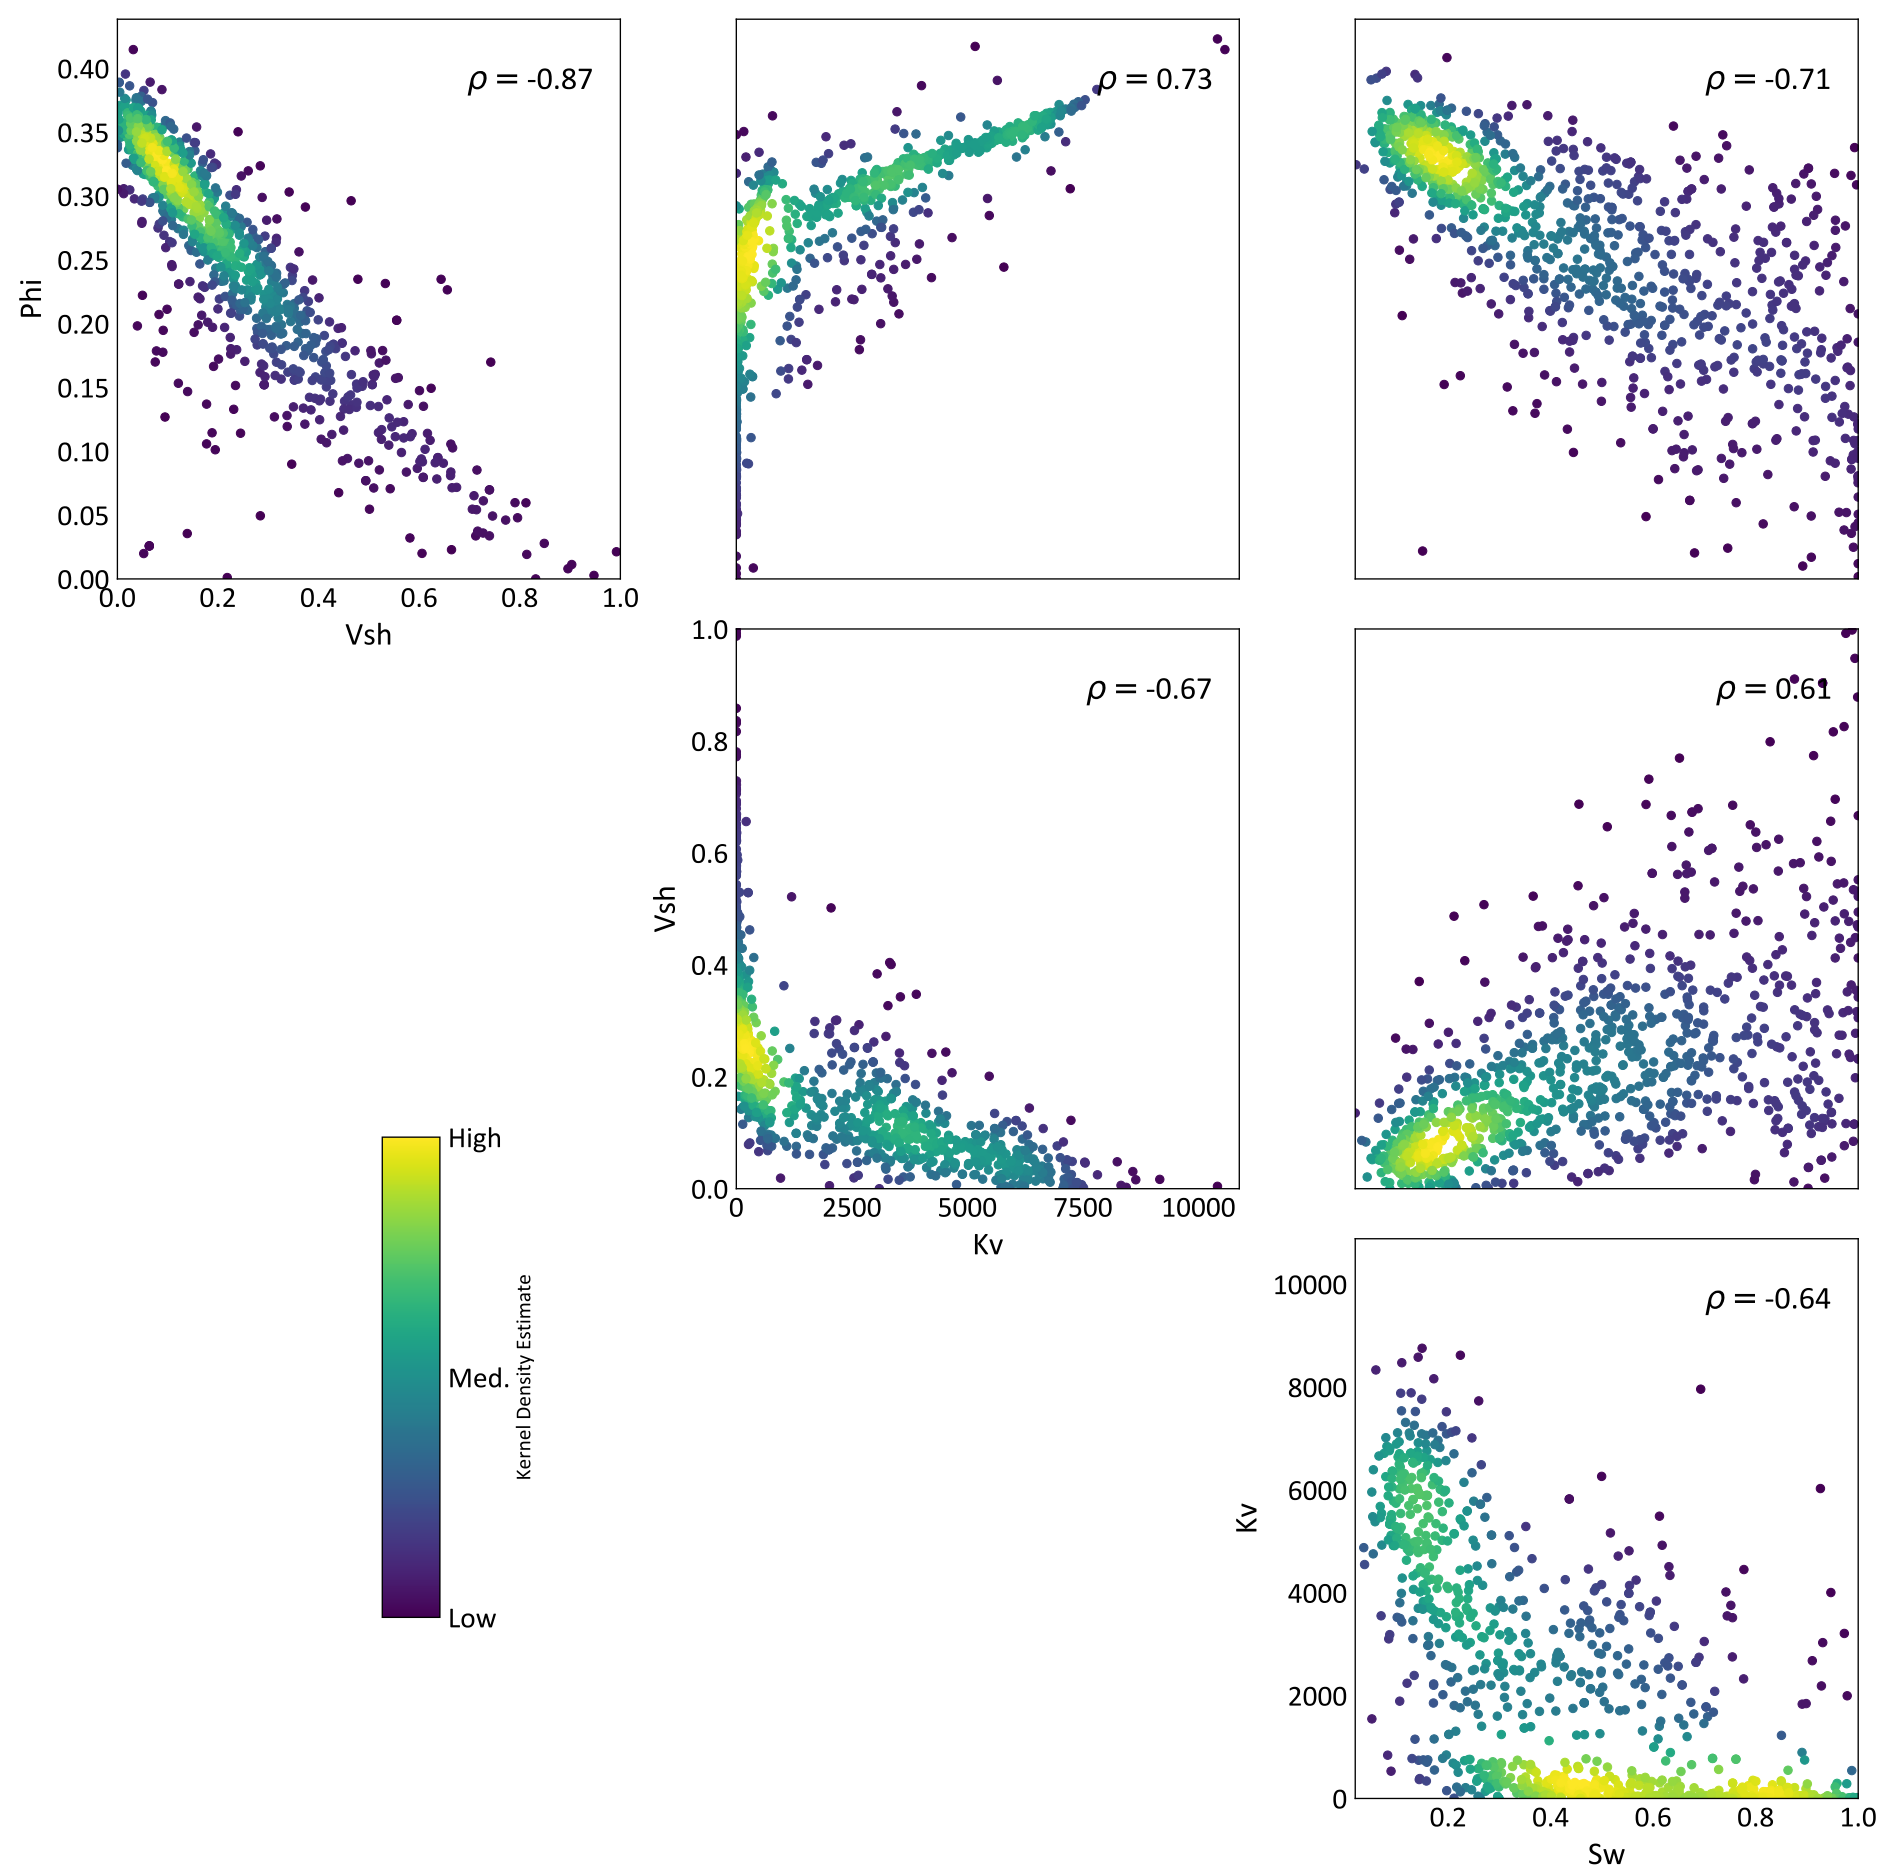 ρ = -0.87
ρ = 0.73
ρ = -0.71
0.40
0.35
0.30
0.25
0.20
0.15
0.10
0.05
0.00
Phi
0.0 0.2 0.4 0.6 0.8 1.0
Vsh
ρ = -0.67
ρ = 0.61
1.0
0.8
0.6
0.4
0.2
0.0
Vsh
0 2500 5000 7500 10000
Kv
High
Med.
Low
Kernel Density Estimate
ρ = -0.64
10000
8000
6000
4000
2000
0
Kv
0.2 0.4 0.6 0.8 1.0
Sw